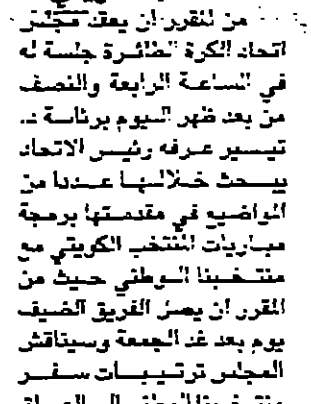 من المقرر ان يعقد مجلس
اتحاد الكرة الطائرة جلسة له
في الساعة الرابعة والنصف
من بعد ظهر اليوم برئاسة د.
تيسير عرفه رئيس الاتحاد
يبحث خلالها عددا من
المواضيع في مقدمتها برمجة
مباريات المنتخب الكويتي مع
منتخبنا الوطني حيث من
المقرر ان يصل الفريق الضيف
يوم بعد غد الجمعة وسيناقش
المجلس ترتيبات سفر